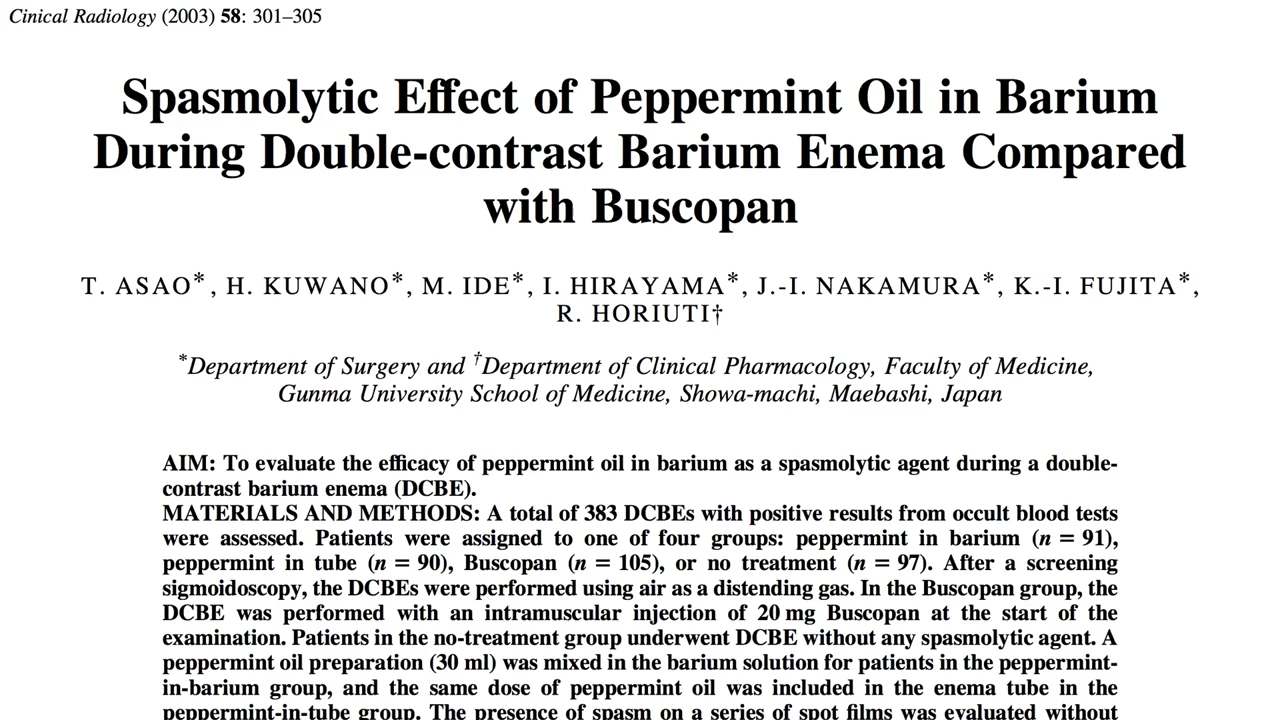 Cinical Radiology (2003) 58: 301–305
Spasmolytic Effect of Peppermint Oil in Barium
During Double-contrast Barium Enema Compared
with Buscopan
T. ASAO*, H. KUWANO*, M. IDE*, I. HIRAYAMA*, J.-I. NAKAMURA*, K.-I. FUJITA*,
R. HORIUTI†
*Department of Surgery and †Department of Clinical Pharmacology, Faculty of Medicine,
Gunma University School of Medicine, Showa-machi, Maebashi, Japan
AIM: To evaluate the efficacy of peppermint oil in barium as a spasmolytic agent during a double-
contrast barium enema (DCBE).
MATERIALS AND METHODS: A total of 383 DCBEs with positive results from occult blood tests
were assessed. Patients were assigned to one of four groups: peppermint in barium (n = 91),
peppermint in tube (n = 90), Buscopan (n = 105), or no treatment (n = 97). After a screening
sigmoidoscopy, the DCBEs were performed using air as a distending gas. In the Buscopan group, the
DCBE was performed with an intramuscular injection of 20 mg Buscopan at the start of the
examination. Patients in the no-treatment group underwent DCBE without any spasmolytic agent. A
peppermint oil preparation (30 ml) was mixed in the barium solution for patients in the peppermint-
in-barium group, and the same dose of peppermint oil was included in the enema tube in the
peppermint-in-tube group. The presence of spasm on a series of spot films was evaluated without